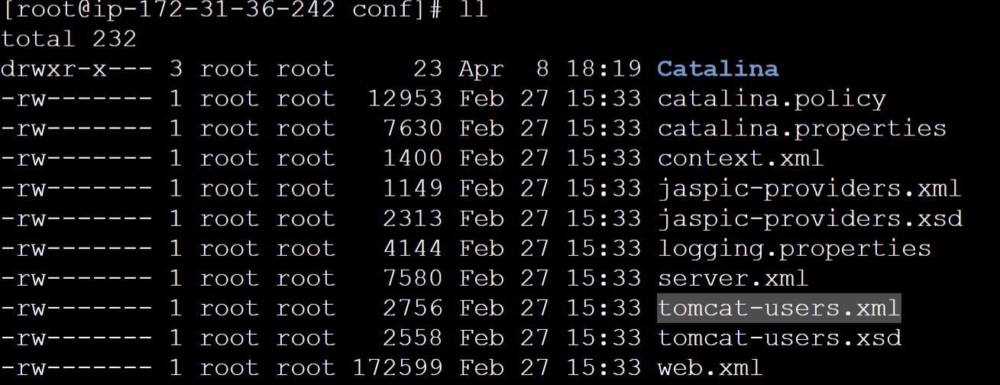 [root@ip-172-31-36-242 conf]# ll
total 232
drwxr-x--- 3 root root     23 Apr  8 18:19 Catalina
-rw------- 1 root root  12953 Feb 27 15:33 catalina.policy
-rw------- 1 root root   7630 Feb 27 15:33 catalina.properties
-rw------- 1 root root   1400 Feb 27 15:33 context.xml
-rw------- 1 root root   1149 Feb 27 15:33 jaspic-providers.xml
-rw------- 1 root root   2313 Feb 27 15:33 jaspic-providers.xsd
-rw------- 1 root root   4144 Feb 27 15:33 logging.properties
-rw------- 1 root root   7580 Feb 27 15:33 server.xml
-rw------- 1 root root   2756 Feb 27 15:33 tomcat-users.xml
-rw------- 1 root root   2558 Feb 27 15:33 tomcat-users.xsd
-rw------- 1 root root 172599 Feb 27 15:33 web.xml